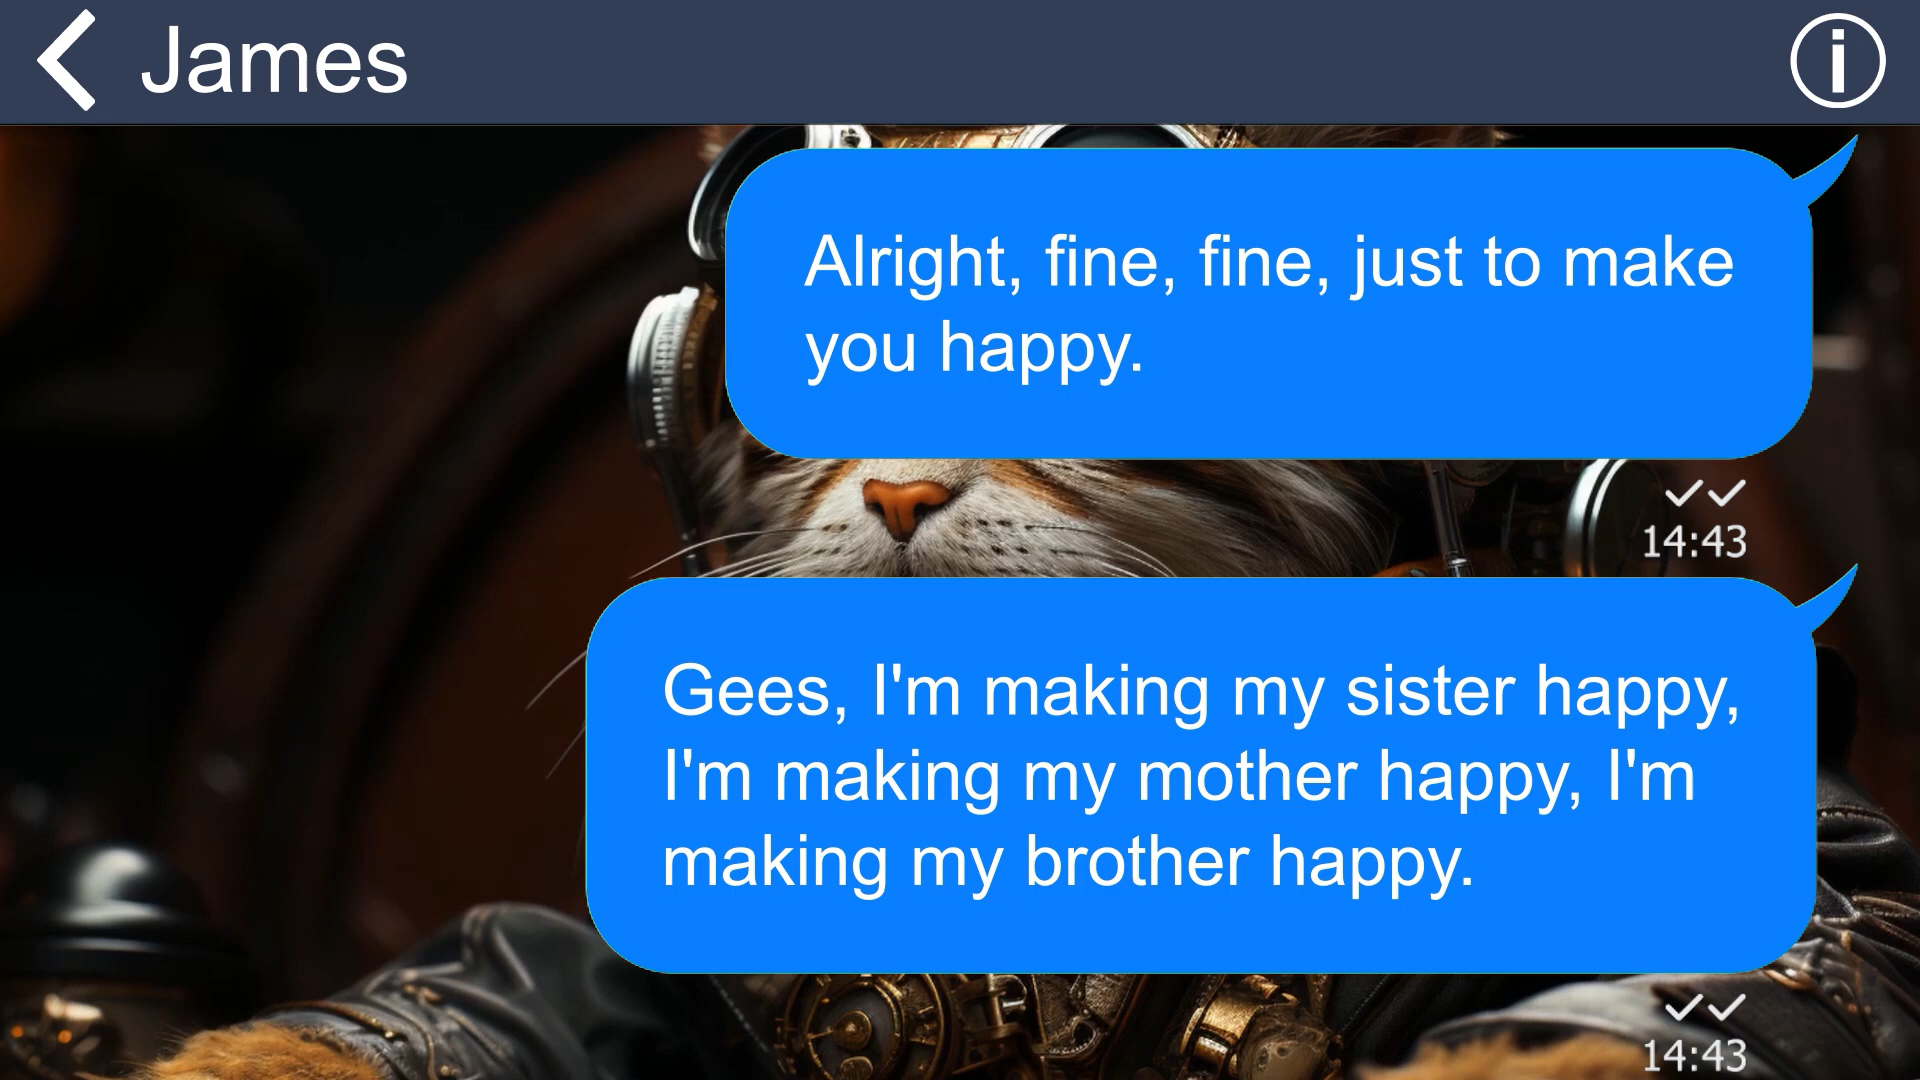 James
Alright, fine, fine, just to make
you happy.
14:43
Gees, I'm making my sister happy,
I'm making my mother happy, I'm
making my brother happy.
14:43